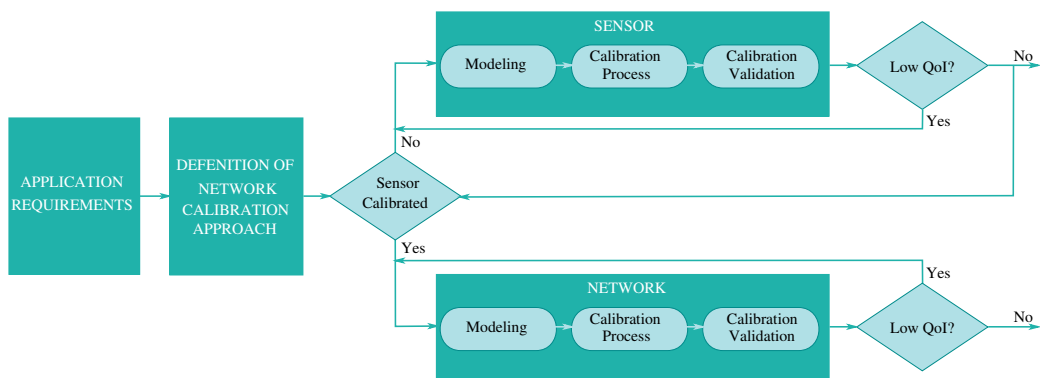 APPLICATION
REQUIREMENTS
DEFENITION OF
NETWORK
CALIBRATION
APPROACH
Sensor
Calibrated
No
Yes
SENSOR
Modeling
Calibration
Process
Calibration
Validation
Low QoI?
No
Yes
NETWORK
Modeling
Calibration
Process
Calibration
Validation
Low QoI?
Yes
No